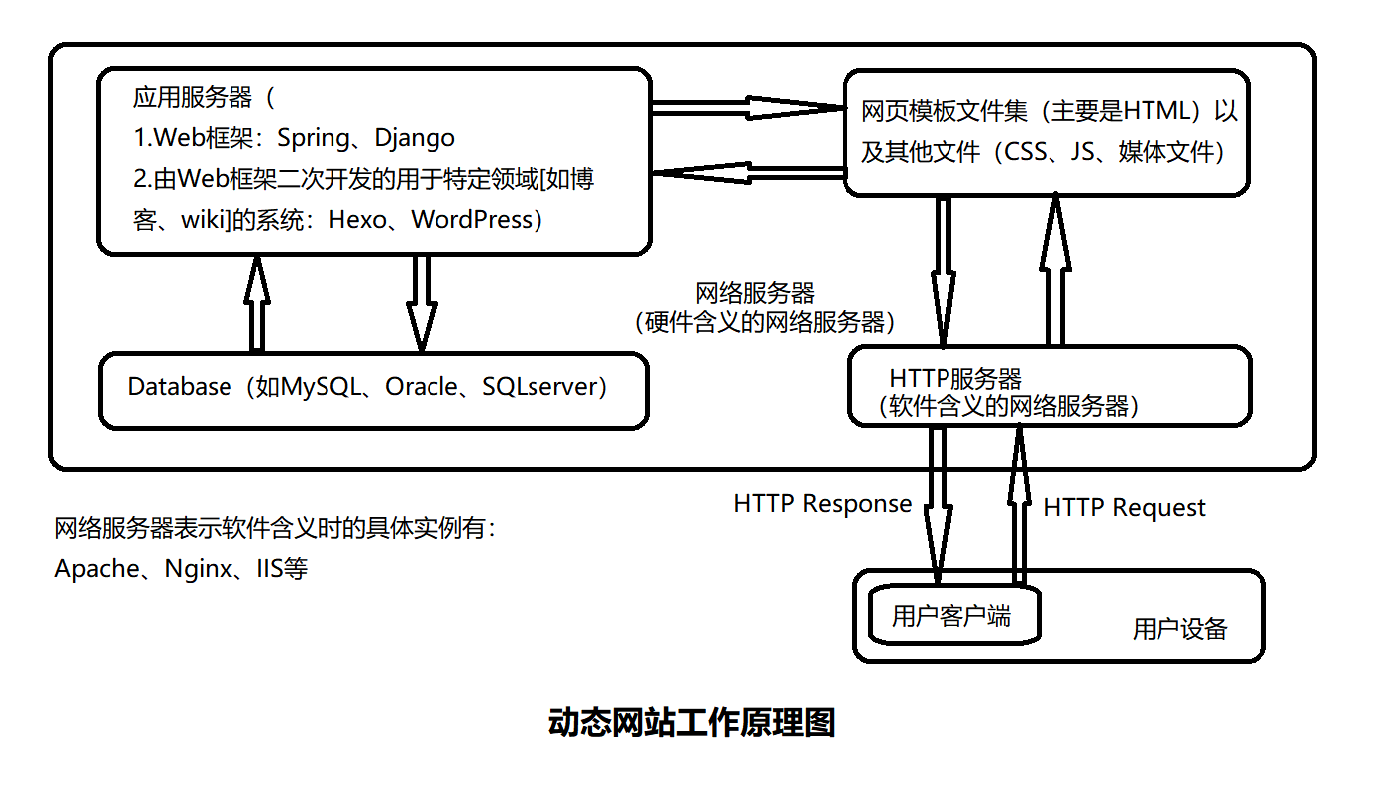 应用服务器（
1.Web框架：Spring、Django
2.由Web框架二次开发的用于特定领域[如博
客、wiki]的系统：Hexo、WordPress）
网页模板文件集（主要是HTML）以
及其他文件（CSS、JS、媒体文件）
网络服务器
（硬件含义的网络服务器）
Database（如MySQL、Oracle、SQLserver）
HTTP服务器
（软件含义的网络服务器）
HTTP Response
HTTP Request
网络服务器表示软件含义时的具体实例有：
Apache、Nginx、IIS等
用户客户端
用户设备
动态网站工作原理图